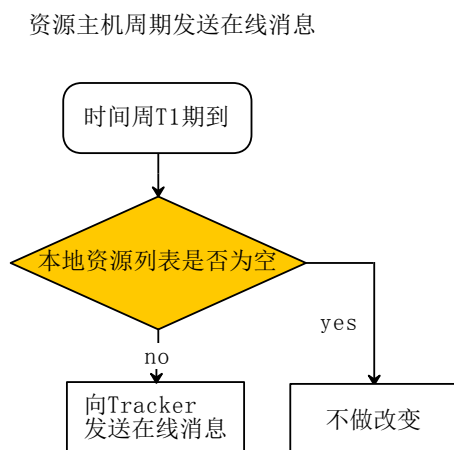 资源主机周期发送在线消息
时间周T1期到
本地资源列表是否为空
yes
no
向Tracker
发送在线消息
不做改变